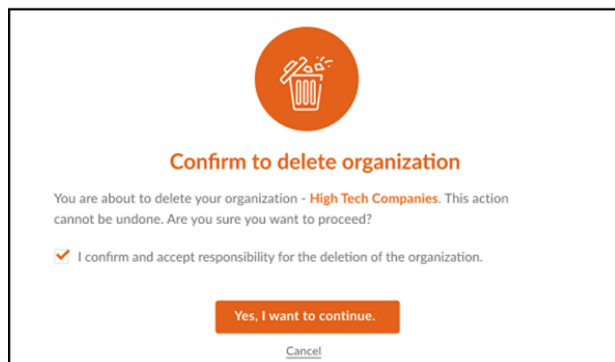 Confirm to delete organization
You are about to delete your organization - High Tech Companies. This action
cannot be undone. Are you sure you want to proceed?
I confirm and accept responsibility for the deletion of the organization.
Yes, I want to continue.
Cancel